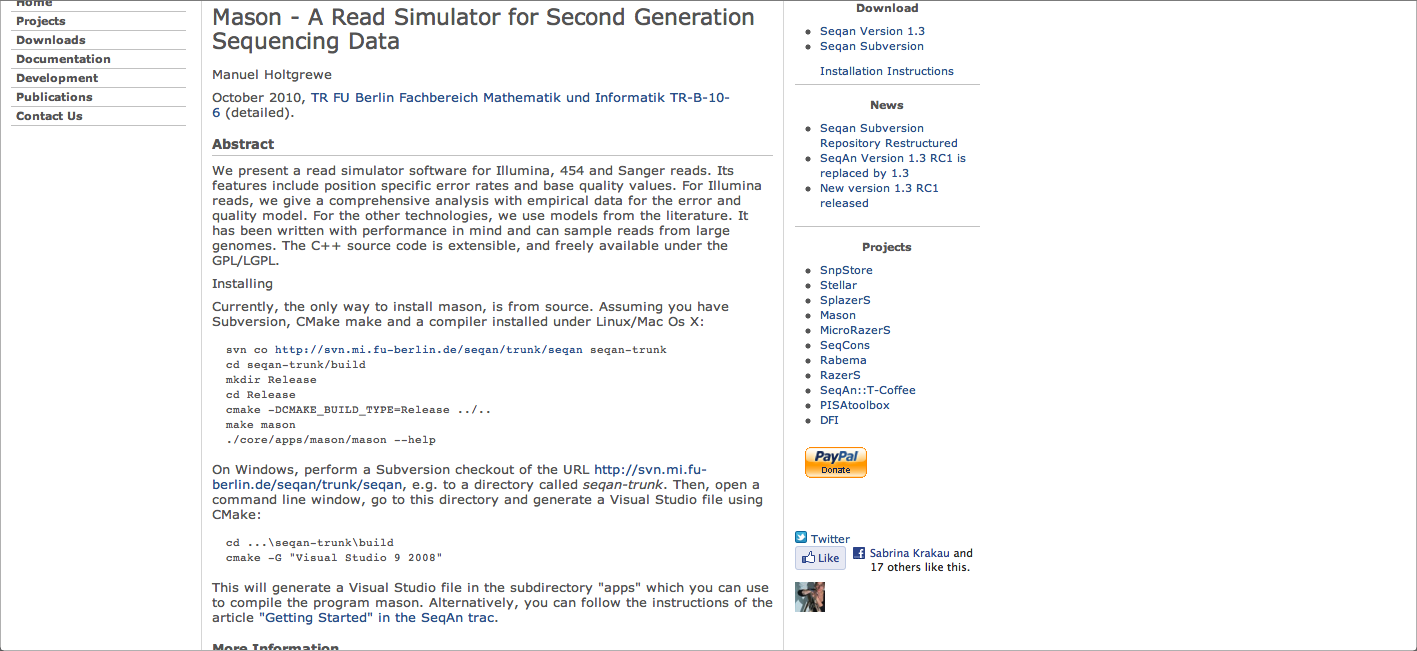 Home
Projects
Downloads
Documentation
Development
Publications
Contact Us
Mason - A Read Simulator for Second Generation
Sequencing Data
Manuel Holtgrewe
October 2010, TR FU Berlin Fachbereich Mathematik und Informatik TR-B-10-
6 (detailed).
Abstract
We present a read simulator software for Illumina, 454 and Sanger reads. Its
features include position specific error rates and base quality values. For Illumina
reads, we give a comprehensive analysis with empirical data for the error and
quality model. For the other technologies, we use models from the literature. It
has been written with performance in mind and can sample reads from large
genomes. The C++ source code is extensible, and freely available under the
GPL/LGPL.
Installing
Currently, the only way to install mason, is from source. Assuming you have
Subversion, CMake make and a compiler installed under Linux/Mac Os X:
svn co http://svn.mi.fu-berlin.de/seqan/trunk/seqan seqan-trunk
cd seqan-trunk/build
mkdir Release
cd Release
cmake -DCMAKE_BUILD_TYPE=Release ../..
make mason
./core/apps/mason/mason --help
On Windows, perform a Subversion checkout of the URL http://svn.mi.fu-
berlin.de/seqan/trunk/seqan, e.g. to a directory called seqan-trunk. Then, open a
command line window, go to this directory and generate a Visual Studio file using
CMake:
cd ...\seqan-trunk\build
cmake -G "Visual Studio 9 2008"
This will generate a Visual Studio file in the subdirectory "apps" which you can use
to compile the program mason. Alternatively, you can follow the instructions of the
article "Getting Started" in the SeqAn trac.
More Information
Download
Seqan Version 1.3
Seqan Subversion
Installation Instructions
News
Seqan Subversion
Repository Restructured
SeqAn Version 1.3 RC1 is
replaced by 1.3
New version 1.3 RC1
released
Projects
SnpStore
Stellar
SplazerS
Mason
MicroRazerS
SeqCons
Rabema
RazerS
SeqAn::T-Coffee
PISAtoolbox
DFI
PayPal
Donate
Twitter
Like
Sabrina Krakau and
17 others like this.